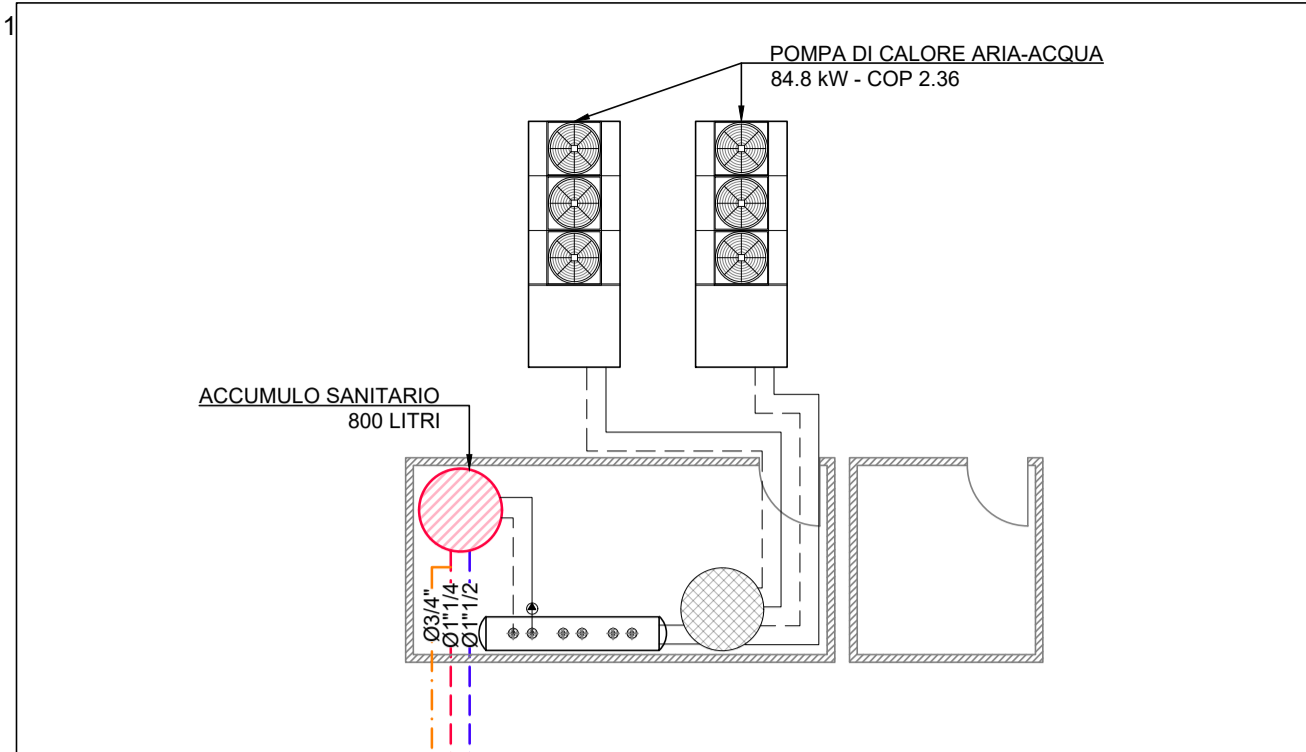 1
POMPA DI CALORE ARIA-ACQUA
84.8 kW - COP 2.36
ACCUMULO SANITARIO
800 LITRI
Ø3/4"
Ø1"1/4
Ø1"1/2